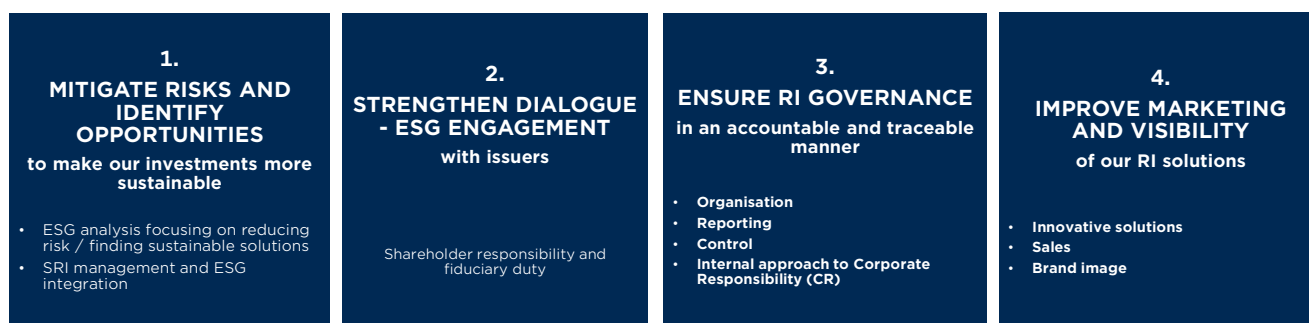 1.
MITIGATE RISKS AND
IDENTIFY
OPPORTUNITIES
to make our investments more
sustainable
• ESG analysis focusing on reducing
risk / finding sustainable solutions
• SRI management and ESG
integration
2.
STRENGTHEN DIALOGUE
- ESG ENGAGEMENT
with issuers
Shareholder responsibility and
fiduciary duty
3.
ENSURE RI GOVERNANCE
in an accountable and traceable
manner
• Organisation
• Reporting
• Control
• Internal approach to Corporate
Responsibility (CR)
4.
IMPROVE MARKETING
AND VISIBILITY
of our RI solutions
• Innovative solutions
• Sales
• Brand image